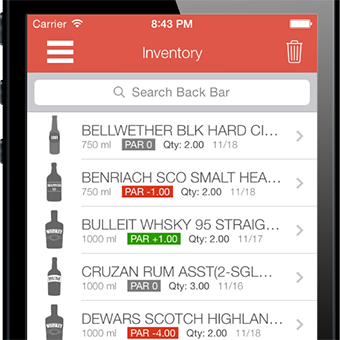 Carrier 8:43 PM
Inventory
Search Back Bar
BELLWETHER BLK HARD CI...
750 ml PAR 0 Qty: 2.00 11/18
BENRIACH SCO SMALT HEA...
750 ml PAR -1.00 Qty: 2.00 11/18
BULLEIT WHSKY 95 STRAIG...
1000 ml PAR +1.00 Qty: 2.00 11/17
CRUZAN RUM ASST(2-SGL...
1000 ml PAR 0 Qty: 3.00 11/16
DEWARS SCOTCH HIGHLAN...
1000 ml PAR -4.00 Qty: 2.00 11/18